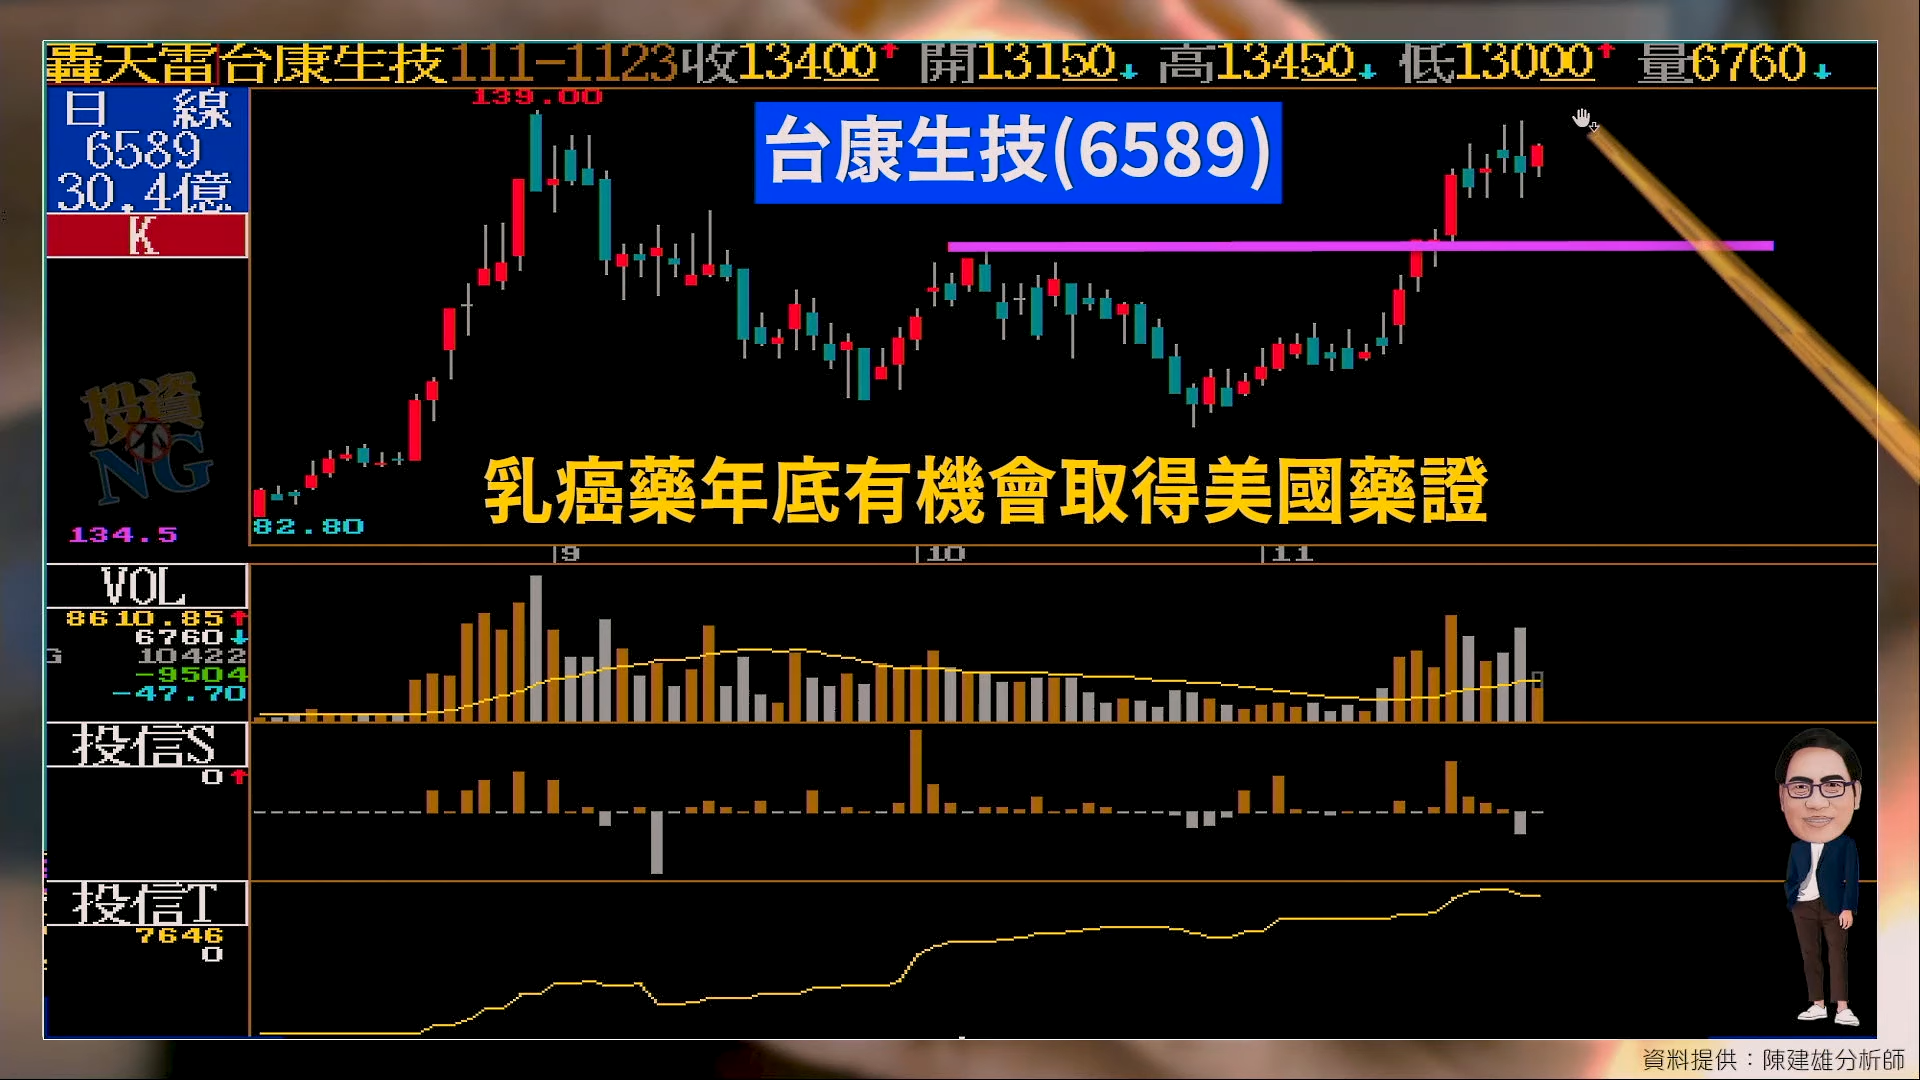 轟天雷台康生技111-1123收13400↑ 開13150↓ 高13450↓ 低13000↑ 量6760↓
日 線
6589
30.4億
K
139.00
台康生技(6589)
投資
不
NG
乳癌藥年底有機會取得美國藥證
134.5
82.80
9 10 11
VOL
8610.85↑
6760↓
G 10422
-9504
-47.70
投信S
0↑
投信T
7646
0
資料提供：陳建雄分析師